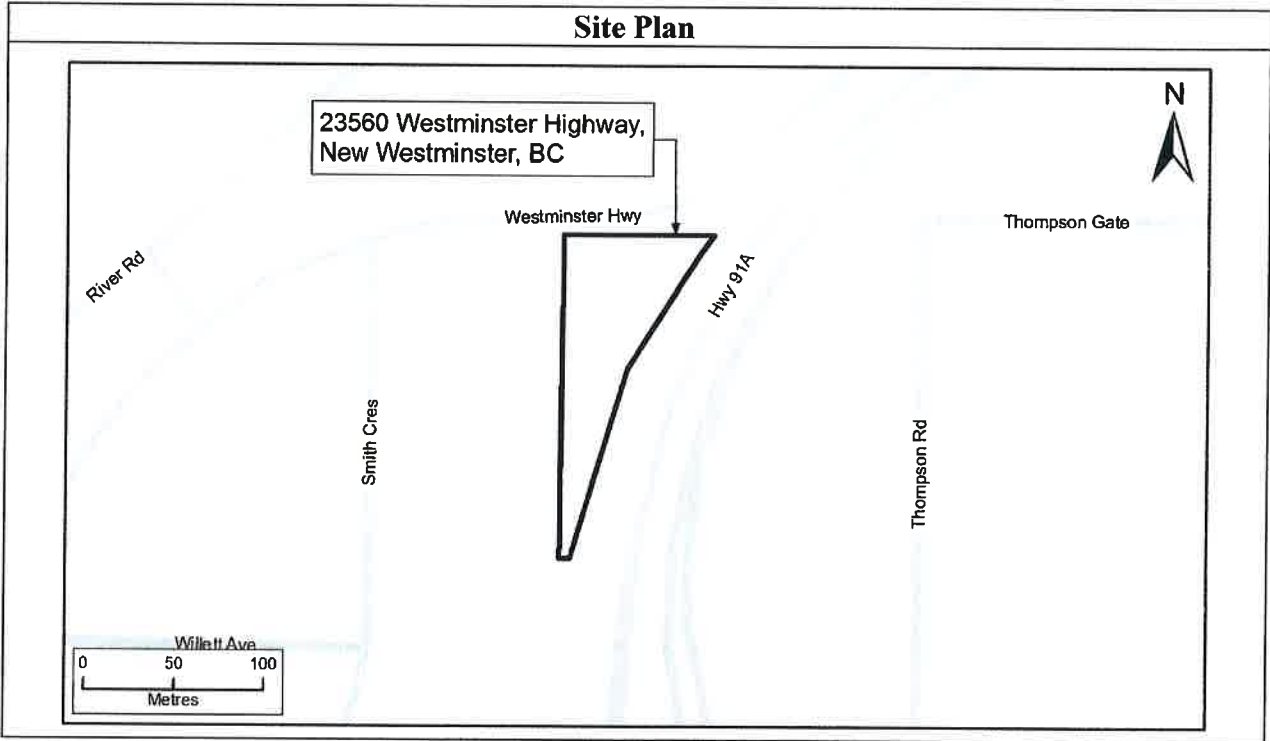 Site Plan
23560 Westminster Highway,
New Westminster, BC
N
Westminster Hwy
Thompson Gate
River Rd
Hwy 91A
Smith Cres
Thompson Rd
Willett Ave
0 50 100
Metres